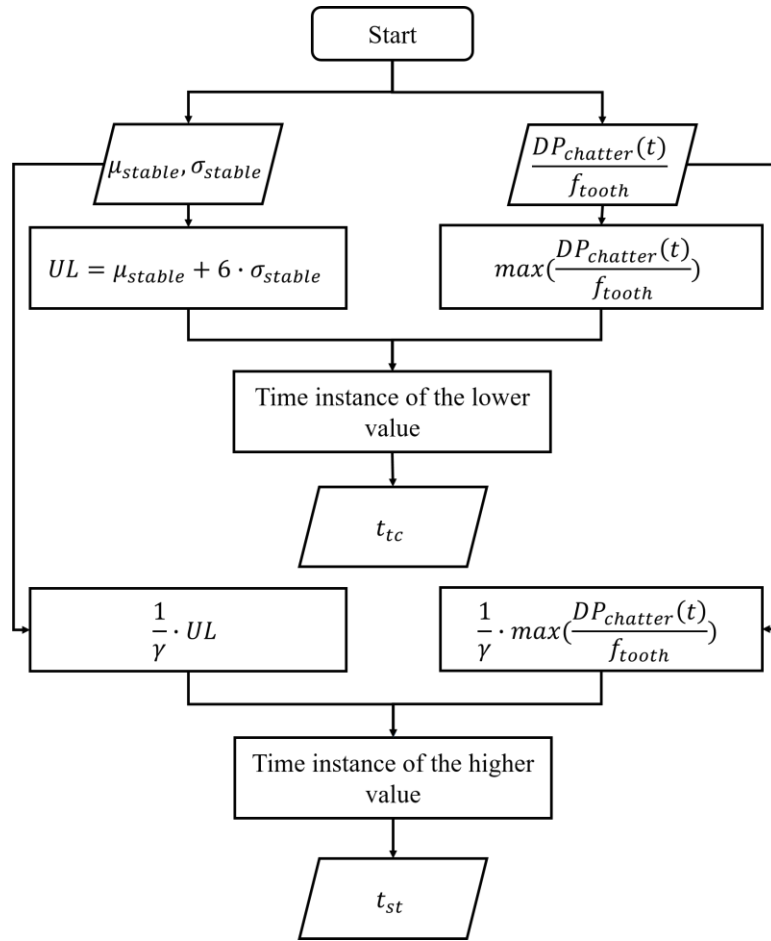 Start
μ_stable, σ_stable
DP_chatter(t)
f_tooth
UL = μ_stable + 6 · σ_stable
max(DP_chatter(t)/f_tooth)
Time instance of the lower
value
t_tc
1/γ · UL
1/γ · max(DP_chatter(t)/f_tooth)
Time instance of the higher
value
t_st